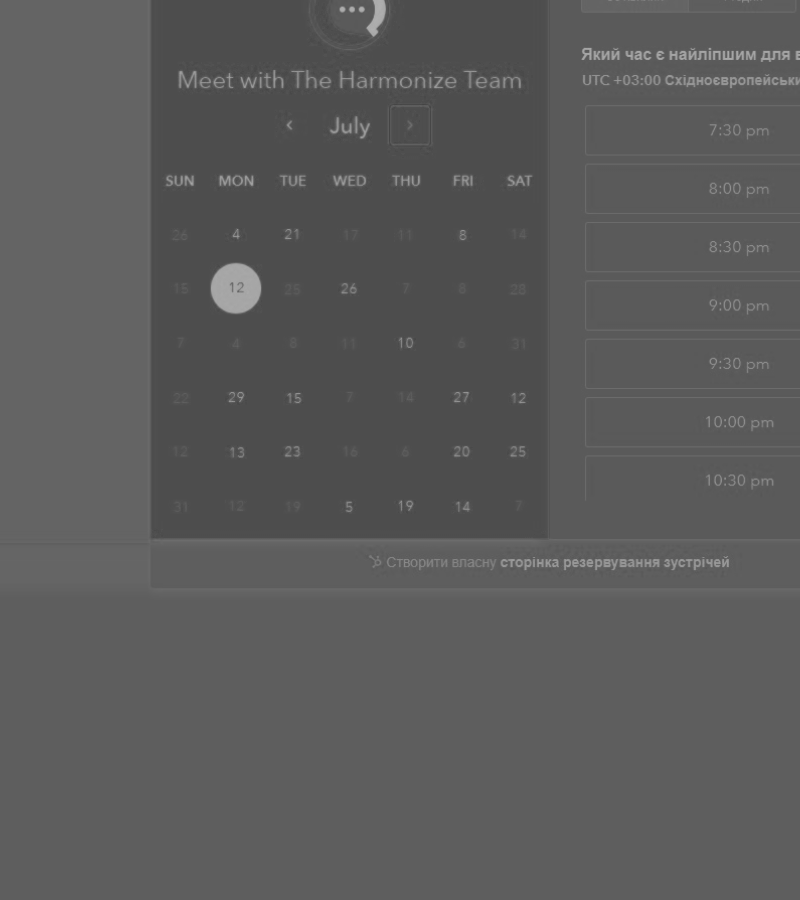 Meet with The Harmonize Team
July
SUN MON TUE WED THU FRI SAT
26 4 21 17 11 8 14
15 12 25 26 7 8 28
7 4 8 11 10 6 31
22 29 15 7 14 27 12
12 13 23 16 6 20 25
31 12 19 5 19 14 7
Який час є найліпшим для
UTC +03:00
7:30 pm
8:00 pm
8:30 pm
9:00 pm
9:30 pm
10:00 pm
10:30 pm
Створити власну сторінка резервування зустрічей